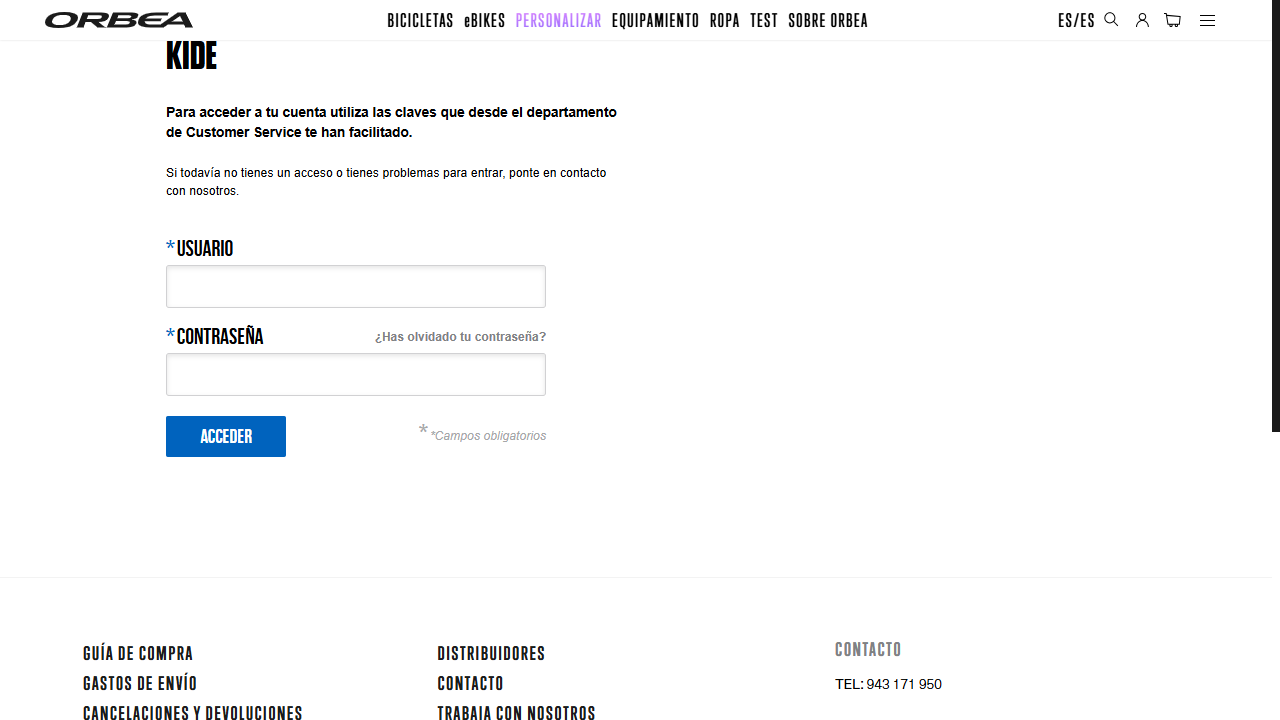 ORBEA
BICICLETAS eBIKES PERSONALIZAR EQUIPAMIENTO ROPA TEST SOBRE ORBEA
ES/ES
KIDE
Para acceder a tu cuenta utiliza las claves que desde el departamento
de Customer Service te han facilitado.
Si todavía no tienes un acceso o tienes problemas para entrar, ponte en contacto
con nosotros.
*USUARIO
*CONTRASEÑA
¿Has olvidado tu contraseña?
ACCEDER
* *Campos obligatorios
GUÍA DE COMPRA
GASTOS DE ENVÍO
CANCELACIONES Y DEVOLUCIONES
DISTRIBUIDORES
CONTACTO
TRABAJA CON NOSOTROS
CONTACTO
TEL: 943 171 950